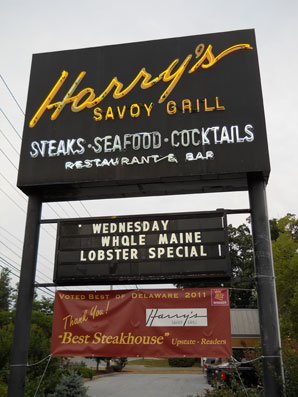 Harry's
SAVOY GRILL
STEAKS · SEAFOOD · COCKTAILS
RESTAURANT & BAR
WEDNESDAY
WHOLE MAINE
LOBSTER SPECIAL !
VOTED BEST OF DELAWARE 2011
Thank You!
Harry's
SAVOY GRILL
"Best Steakhouse" Upstate - Readers